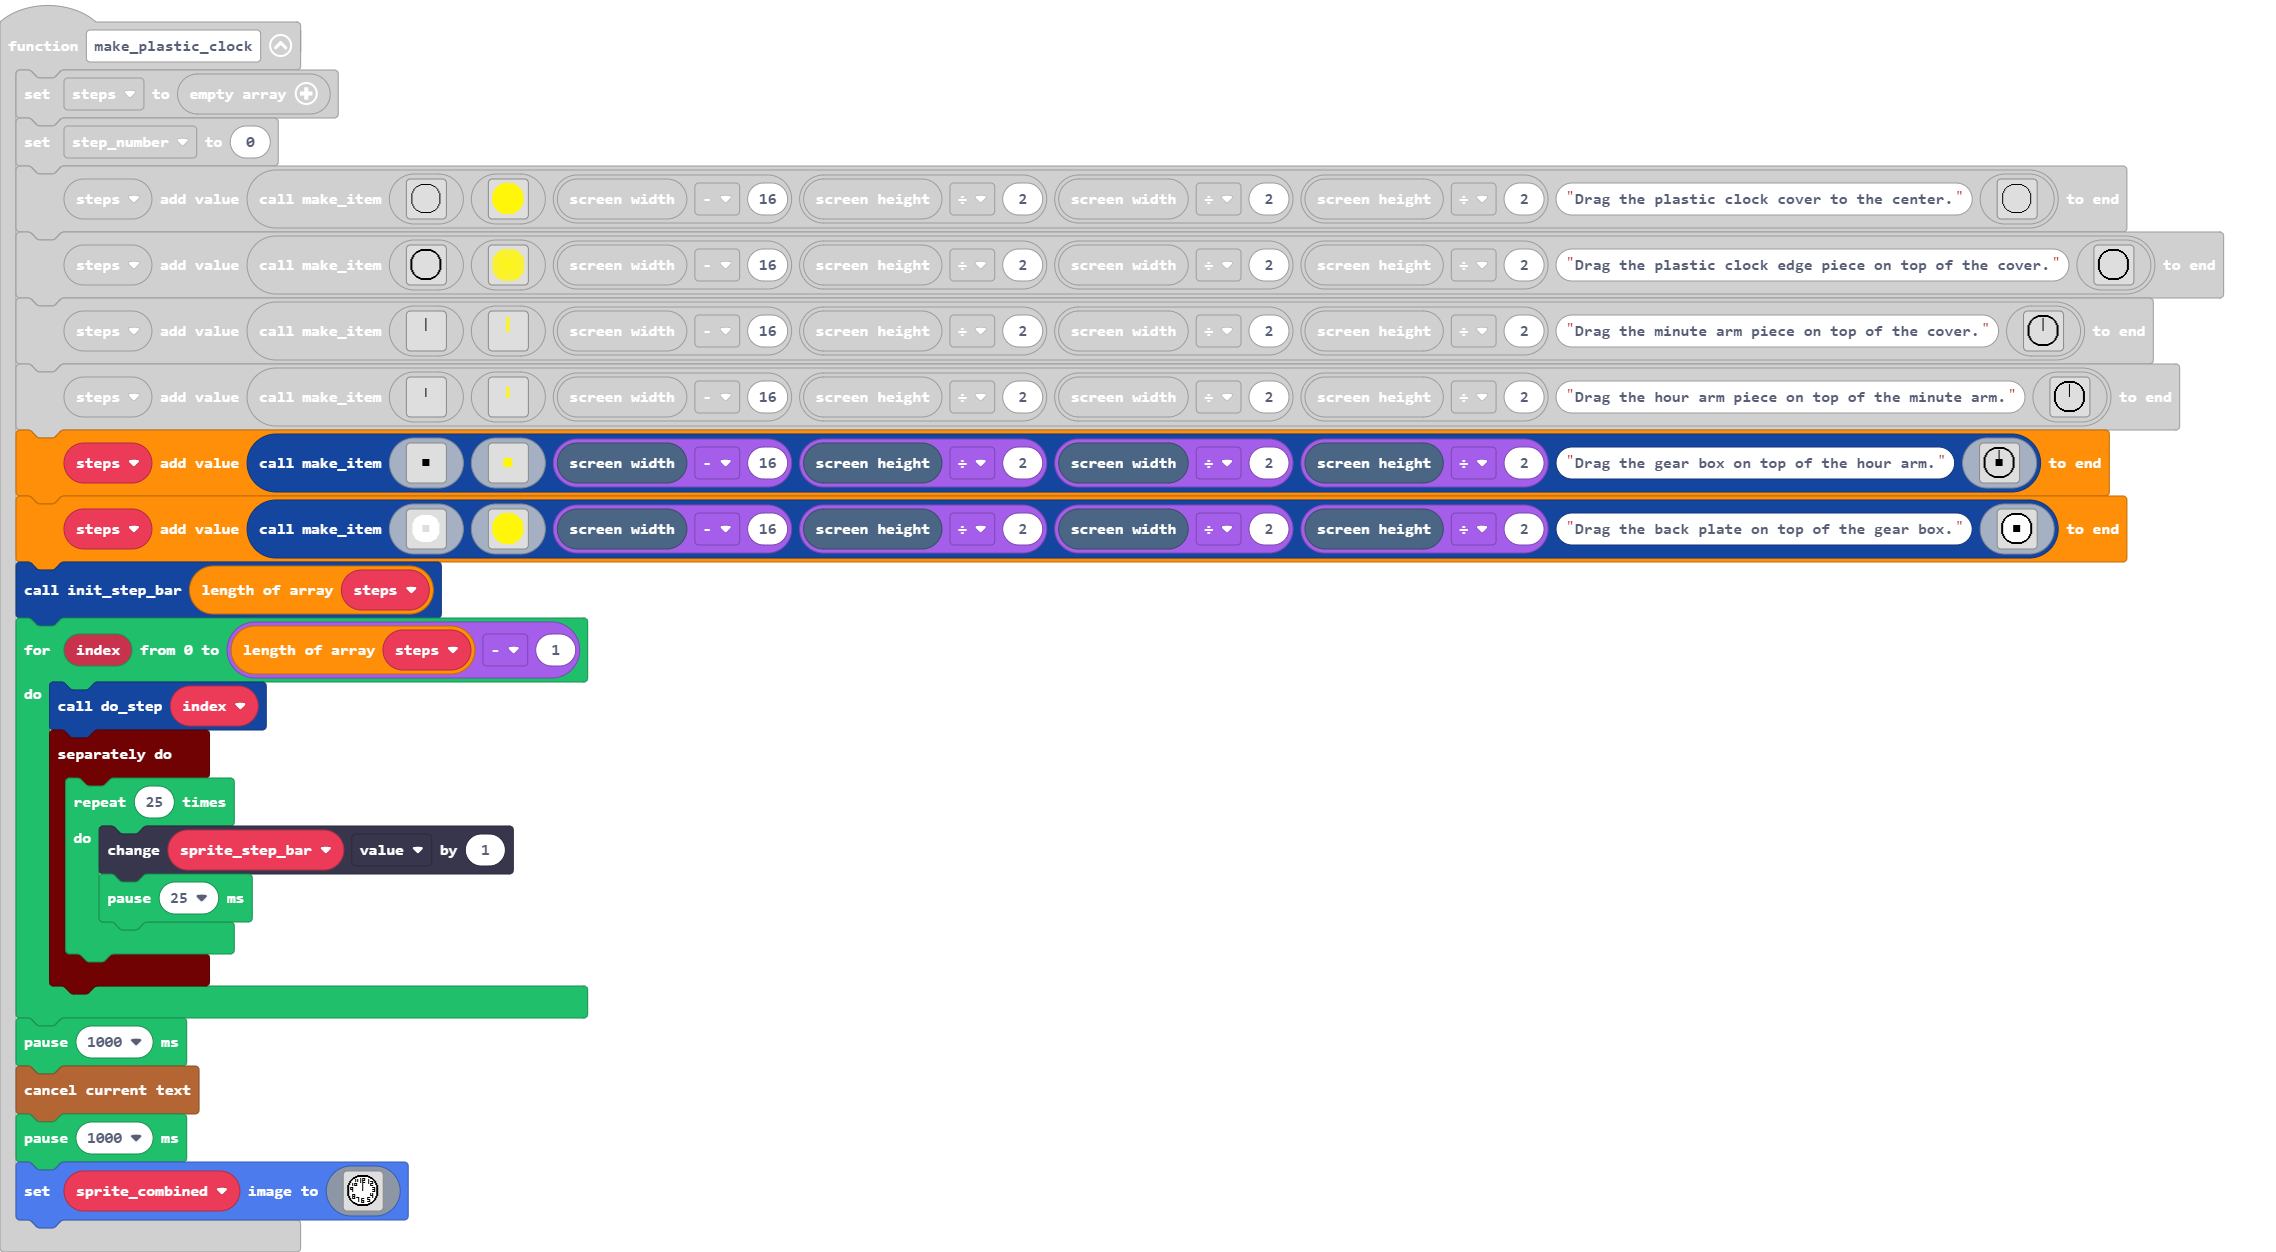 function make_plastic_clock
set steps to empty array
set step_number to 0
steps add value call make_item screen width - 16 screen height ÷ 2 screen width ÷ 2 screen height ÷ 2 "Drag the plastic clock cover to the center." to end
steps add value call make_item screen width - 16 screen height ÷ 2 screen width ÷ 2 screen height ÷ 2 "Drag the plastic clock edge piece on top of the cover." to end
steps add value call make_item screen width - 16 screen height ÷ 2 screen width ÷ 2 screen height ÷ 2 "Drag the minute arm piece on top of the cover." to end
steps add value call make_item screen width - 16 screen height ÷ 2 screen width ÷ 2 screen height ÷ 2 "Drag the hour arm piece on top of the minute arm." to end
steps add value call make_item screen width - 16 screen height ÷ 2 screen width ÷ 2 screen height ÷ 2 "Drag the gear box on top of the hour arm." to end
steps add value call make_item screen width - 16 screen height ÷ 2 screen width ÷ 2 screen height ÷ 2 "Drag the back plate on top of the gear box." to end
call init_step_bar length of array steps
for index from 0 to length of array steps - 1
do
call do_step index
separately do
repeat 25 times
do
change sprite_step_bar value by 1
pause 25 ms
pause 1000 ms
cancel current text
pause 1000 ms
set sprite_combined image to